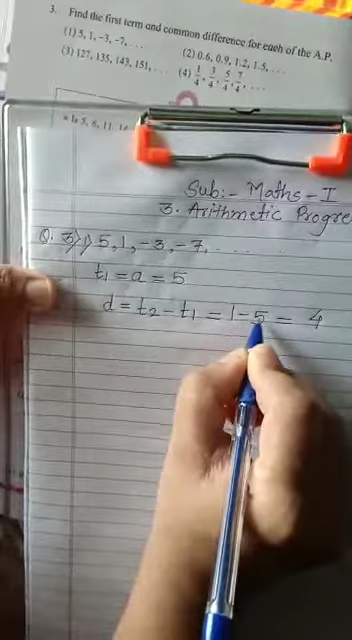 3. Find the first term and common difference for each of the A.P.
(1) 5, 1, -3, -7, . . .
(2) 0.6, 0.9, 1.2, 1.5, . . .
(3) 127, 135, 143, 151, . . .
(4) 1/4, 3/4, 5/4, 7/4, . . .
Sub:- Maths-I
3. Arithmetic Progre
Q. 3) 1) 5, 1, -3, -7, . . . .
t₁ = a = 5
d = t₂ - t₁ = 1-5 = 4